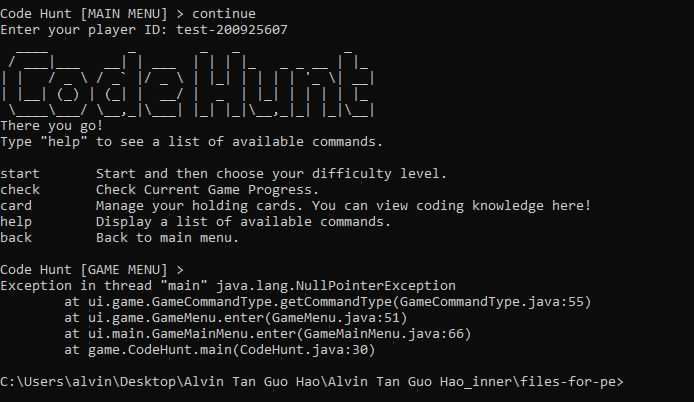 Code Hunt [MAIN MENU] > continue
Enter your player ID: test-200925607
Code Hunt
There you go!
Type "help" to see a list of available commands.
start Start and then choose your difficulty level.
check Check Current Game Progress.
card Manage your holding cards. You can view coding knowledge here!
help Display a list of available commands.
back Back to main menu.
Code Hunt [GAME MENU] >
Exception in thread "main" java.lang.NullPointerException
at ui.game.GameCommandType.getCommandType(GameCommandType.java:55)
at ui.game.GameMenu.enter(GameMenu.java:51)
at ui.main.GameMainMenu.enter(GameMainMenu.java:66)
at game.CodeHunt.main(CodeHunt.java:30)
C:\Users\alvin\Desktop\Alvin Tan Guo Hao\Alvin Tan Guo Hao_inner\files-for-pe>